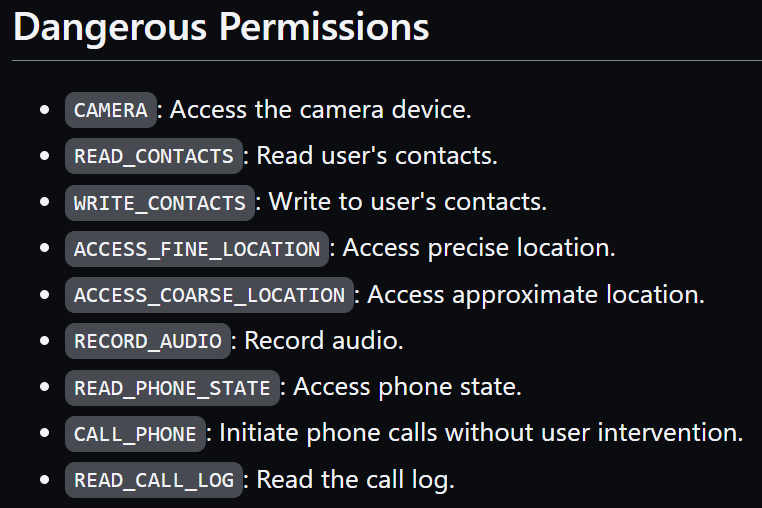 Dangerous Permissions
• CAMERA: Access the camera device.
• READ_CONTACTS: Read user's contacts.
• WRITE_CONTACTS: Write to user's contacts.
• ACCESS_FINE_LOCATION: Access precise location.
• ACCESS_COARSE_LOCATION: Access approximate location.
• RECORD_AUDIO: Record audio.
• READ_PHONE_STATE: Access phone state.
• CALL_PHONE: Initiate phone calls without user intervention.
• READ_CALL_LOG: Read the call log.